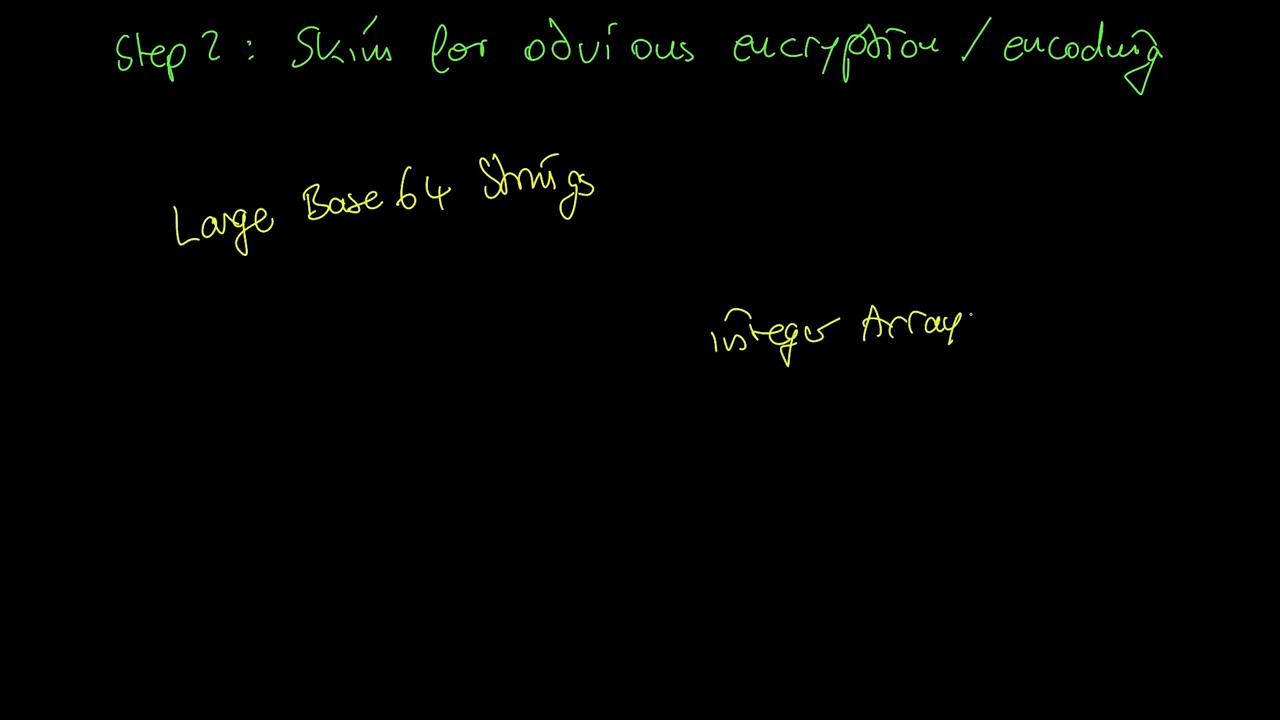 Step 2: Skim for obvious encryption / encoding
Large Base64 Strings
integer Array